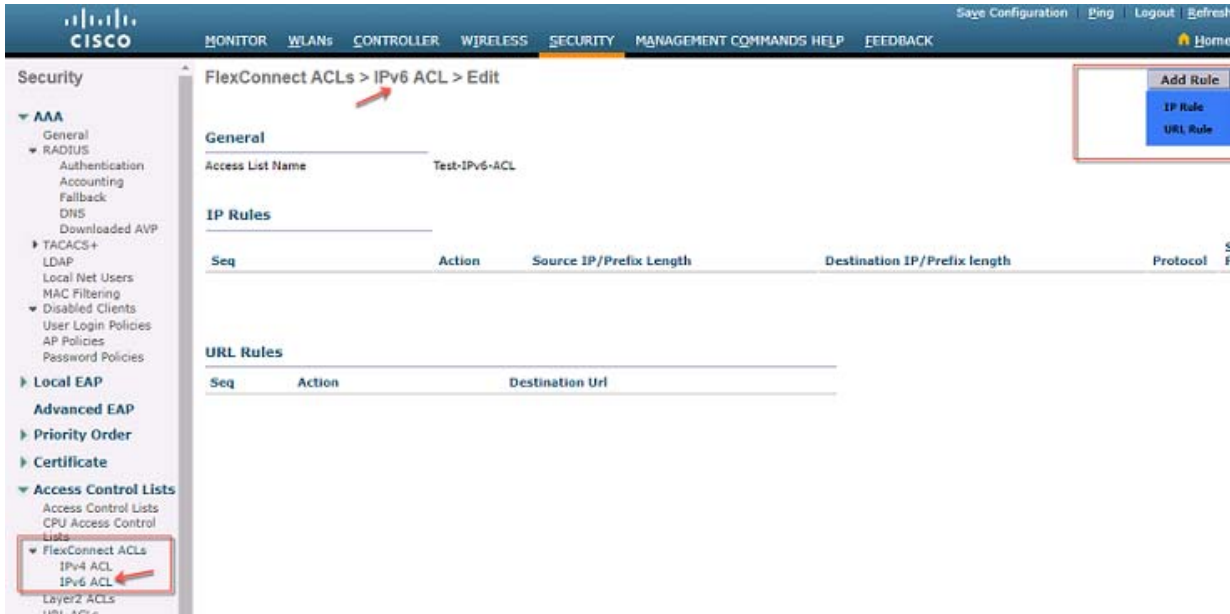 Save Configuration | Ping | Logout | Refresh
CISCO
MONITOR WLANs CONTROLLER WIRELESS SECURITY MANAGEMENT COMMANDS HELP FEEDBACK
Home
Security
AAA
General
RADIUS
Authentication
Accounting
Fallback
DNS
Downloaded AVP
TACACS+
LDAP
Local Net Users
MAC Filtering
Disabled Clients
User Login Policies
AP Policies
Password Policies
Local EAP
Advanced EAP
Priority Order
Certificate
Access Control Lists
Access Control Lists
CPU Access Control
Lists
FlexConnect ACLs
IPv4 ACL
IPv6 ACL
Layer2 ACLs
URL ACLs
FlexConnect ACLs > IPv6 ACL > Edit
Add Rule
IP Rule
URL Rule
General
Access List Name Test-IPv6-ACL
IP Rules
Seq Action Source IP/Prefix Length Destination IP/Prefix length Protocol
URL Rules
Seq Action Destination Url